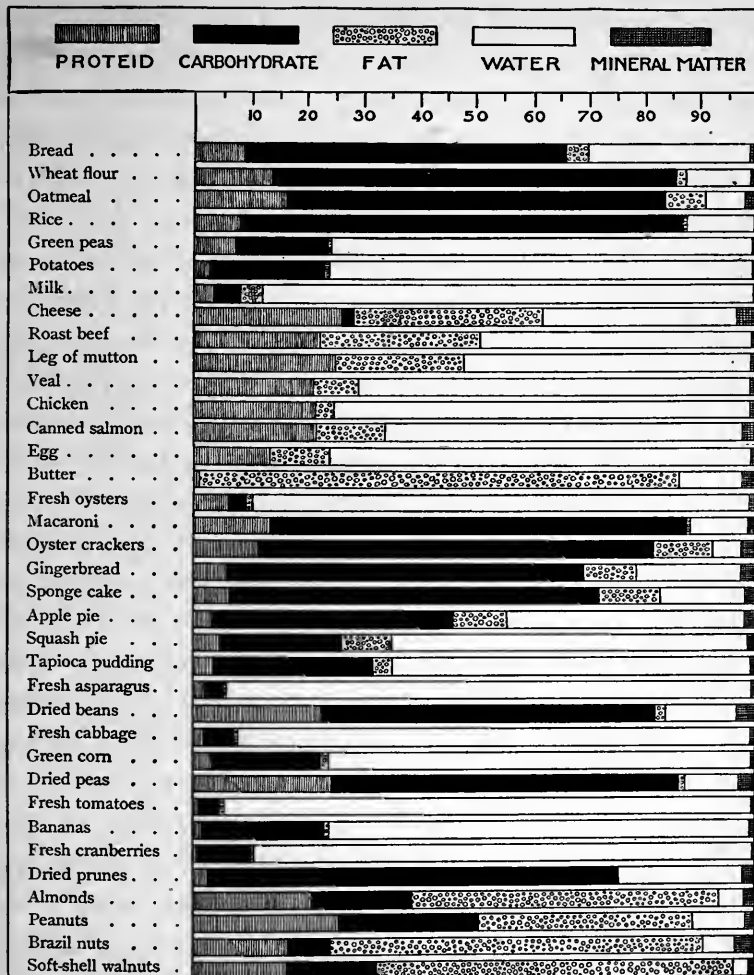 PROTEID CARBOHYDRATE FAT WATER MINERAL MATTER
10 20 30 40 50 60 70 80 90
Bread . . . . .
Wheat flour . . .
Oatmeal . . . .
Rice . . . . . .
Green peas . . . .
Potatoes . . . .
Milk . . . . . .
Cheese . . . . .
Roast beef . . . .
Leg of mutton . .
Veal . . . . . .
Chicken . . . .
Canned salmon . .
Egg . . . . . .
Butter . . . . .
Fresh oysters . .
Macaroni . . . .
Oyster crackers . .
Gingerbread . . .
Sponge cake . . .
Apple pie . . . .
Squash pie . . .
Tapioca pudding .
Fresh asparagus . .
Dried beans . . .
Fresh cabbage . .
Green corn . . .
Dried peas . . .
Fresh tomatoes . .
Bananas . . . .
Fresh cranberries .
Dried prunes . . .
Almonds . . . .
Peanuts . . . .
Brazil nuts . . .
Soft-shell walnuts .